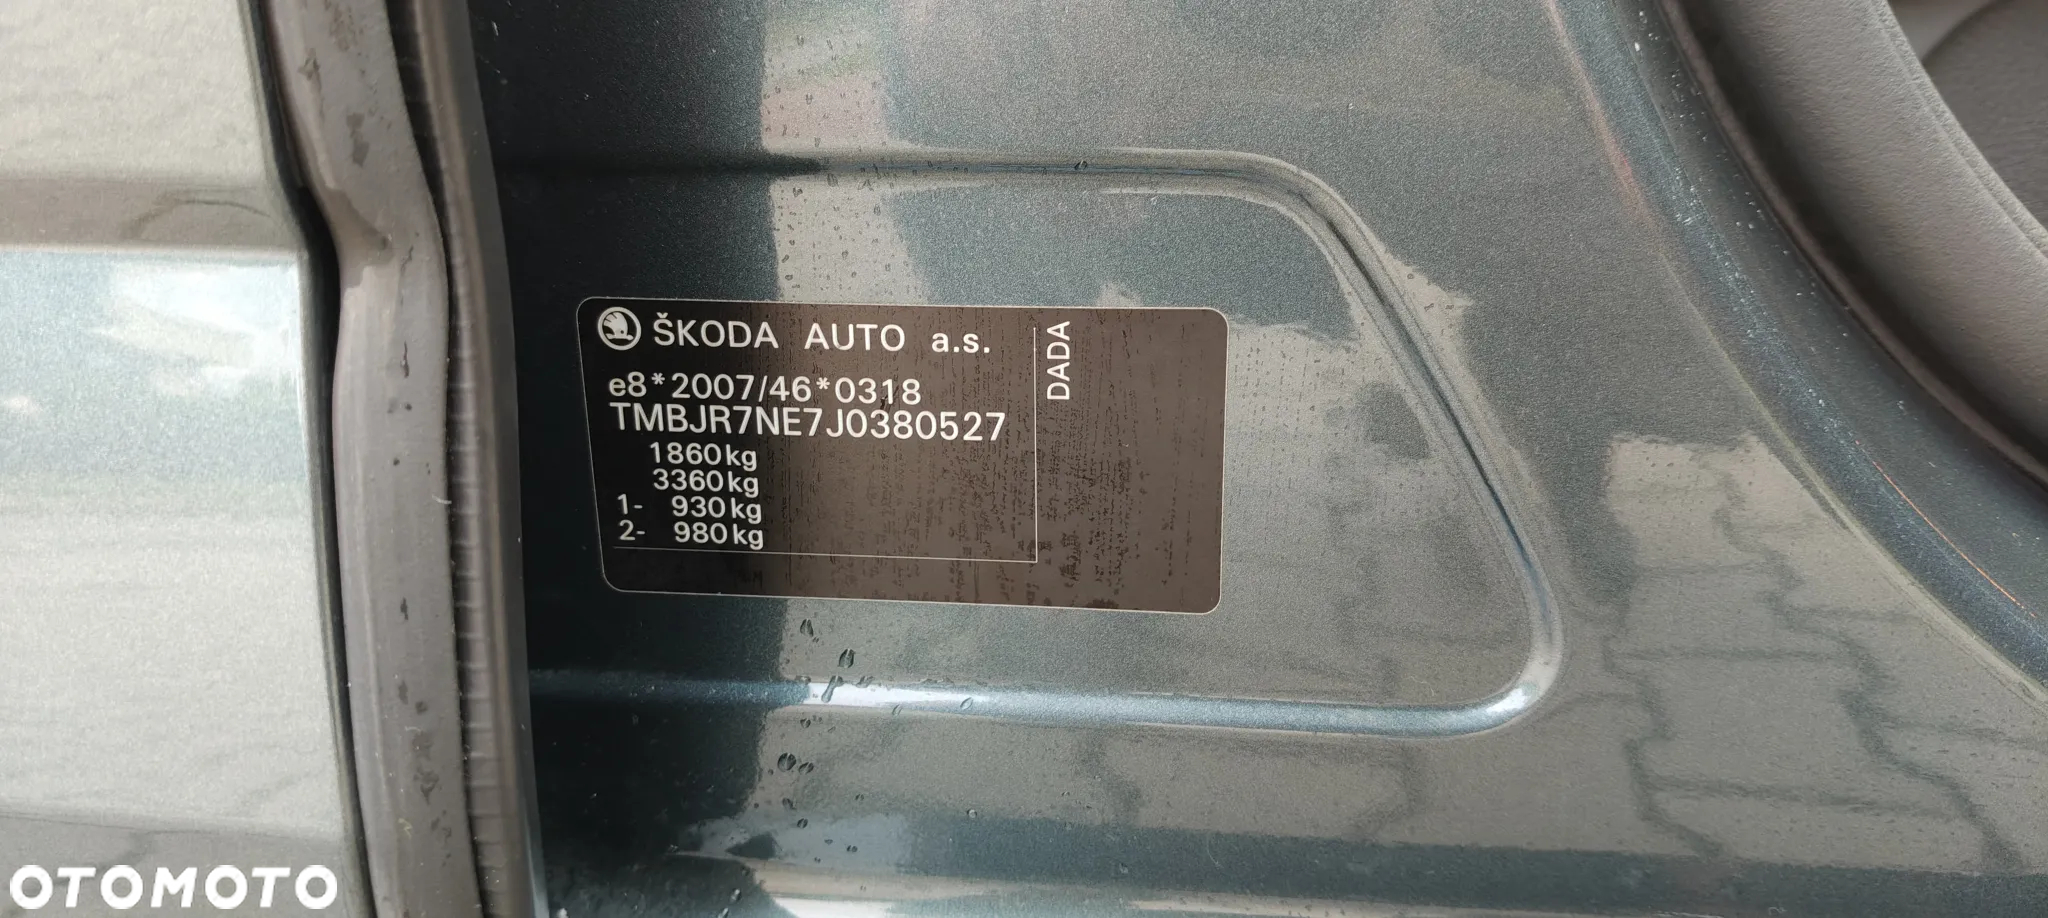 ŠKODA AUTO a.s.
e8*2007/46*0318
TMBJR7NE7J0380527
1860kg
3360kg
1- 930kg
2- 980kg
DADA
OTOMOTO